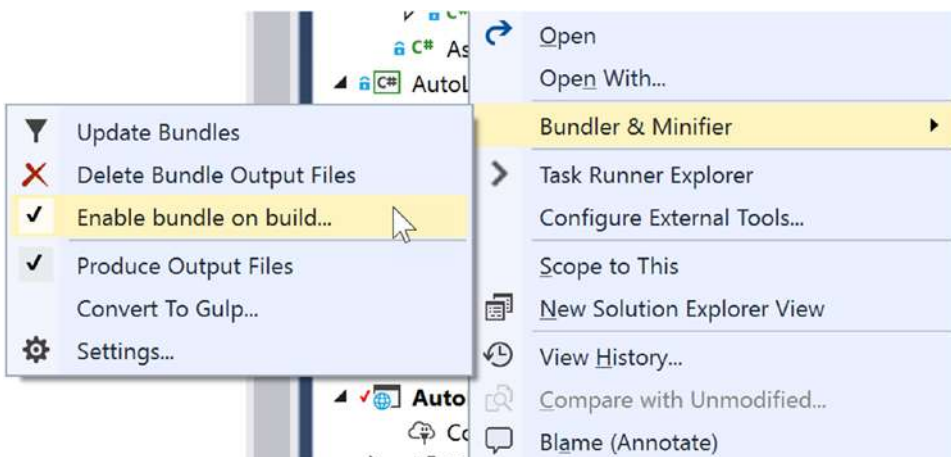 C#
C# As
C# AutoL
Update Bundles
Delete Bundle Output Files
Enable bundle on build...
Produce Output Files
Convert To Gulp...
Settings...
Auto
Co
Open
Open With...
Bundler & Minifier
Task Runner Explorer
Configure External Tools...
Scope to This
New Solution Explorer View
View History...
Compare with Unmodified...
Blame (Annotate)